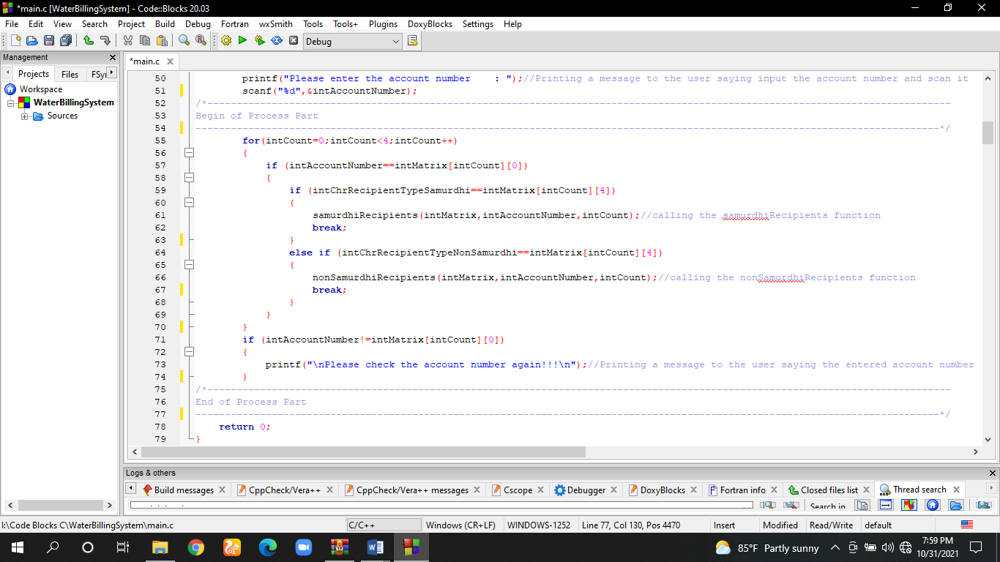 *main.c [WaterBillingSystem] - Code::Blocks 20.03
File Edit View Search Project Build Debug Fortran wxSmith Tools Tools+ Plugins DoxyBlocks Settings Help
Debug
Management
*main.c
Projects Files FSy
Workspace
WaterBillingSystem
Sources
50 printf("Please enter the account number    : ");//Printing a message to the user saying input the account number and scan it
51 scanf("%d",&intAccountNumber);
52 /*-------------------------------------------------------------------------------------------------------------------------------
53 Begin of Process Part
54 -------------------------------------------------------------------------------------------------------------------------------*/
55 for(intCount=0;intCount<4;intCount++)
56 {
57 if (intAccountNumber==intMatrix[intCount][0])
58 {
59 if (intChrRecipientTypeSamurdhi==intMatrix[intCount][4])
60 {
61 samurdhiRecipients(intMatrix,intAccountNumber,intCount);//calling the samurdhiRecipients function
62 break;
63 }
64 else if (intChrRecipientTypeNonSamurdhi==intMatrix[intCount][4])
65 {
66 nonSamurdhiRecipients(intMatrix,intAccountNumber,intCount);//calling the nonSamurdhiRecipients function
67 break;
68 }
69 }
70 }
71 if (intAccountNumber!=intMatrix[intCount][0])
72 {
73 printf("\nPlease check the account number again!!!\n");//Printing a message to the user saying the entered account number
74 }
75 /*-------------------------------------------------------------------------------------------------------------------------------
76 End of Process Part
77 -------------------------------------------------------------------------------------------------------------------------------*/
78 return 0;
79 }
Logs & others
Build messages CppCheck/Vera++ CppCheck/Vera++ messages Cscope Debugger DoxyBlocks Fortran info Closed files list Thread search
Search in
I:\Code Blocks C\WaterBillingSystem\main.c C/C++ Windows (CR+LF) WINDOWS-1252 Line 77, Col 130, Pos 4470 Insert Modified Read/Write default
85°F Partly sunny
7:59 PM
10/31/2021